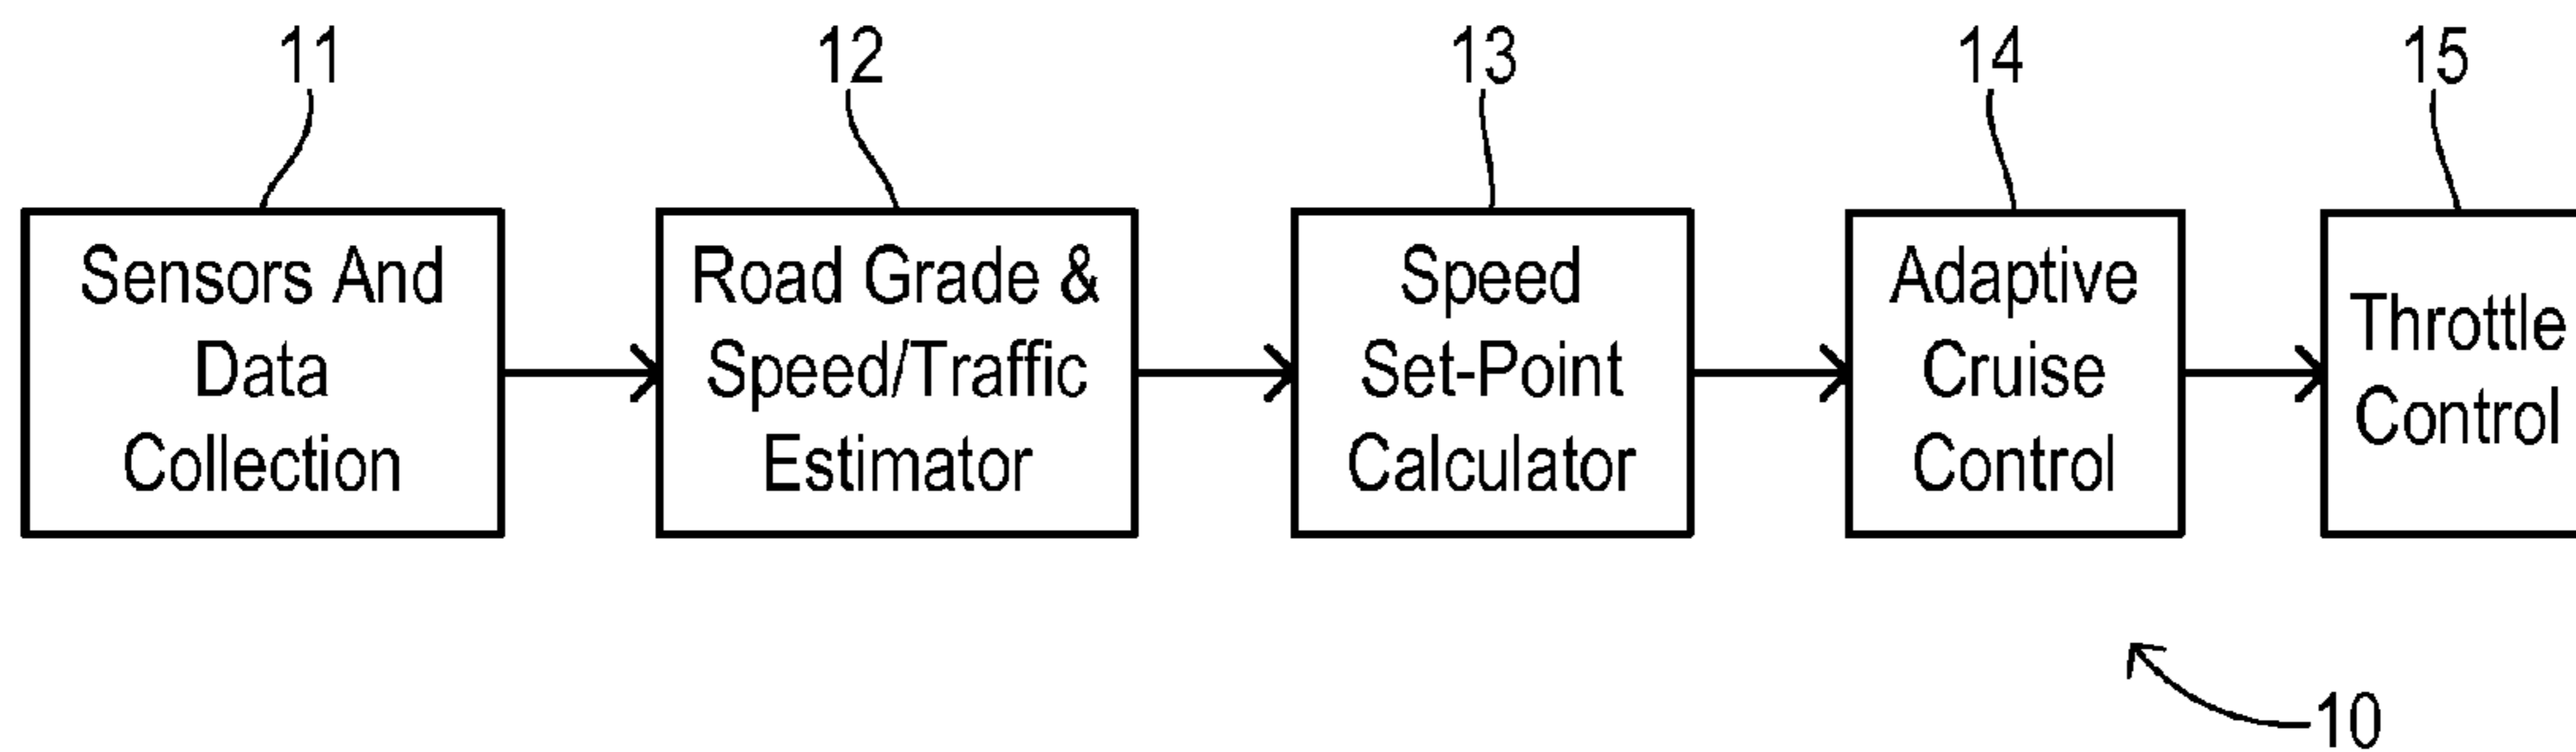 11
12
13
14
15
Sensors And
Data
Collection
Road Grade &
Speed/Traffic
Estimator
Speed
Set-Point
Calculator
Adaptive
Cruise
Control
Throttle
Control
10